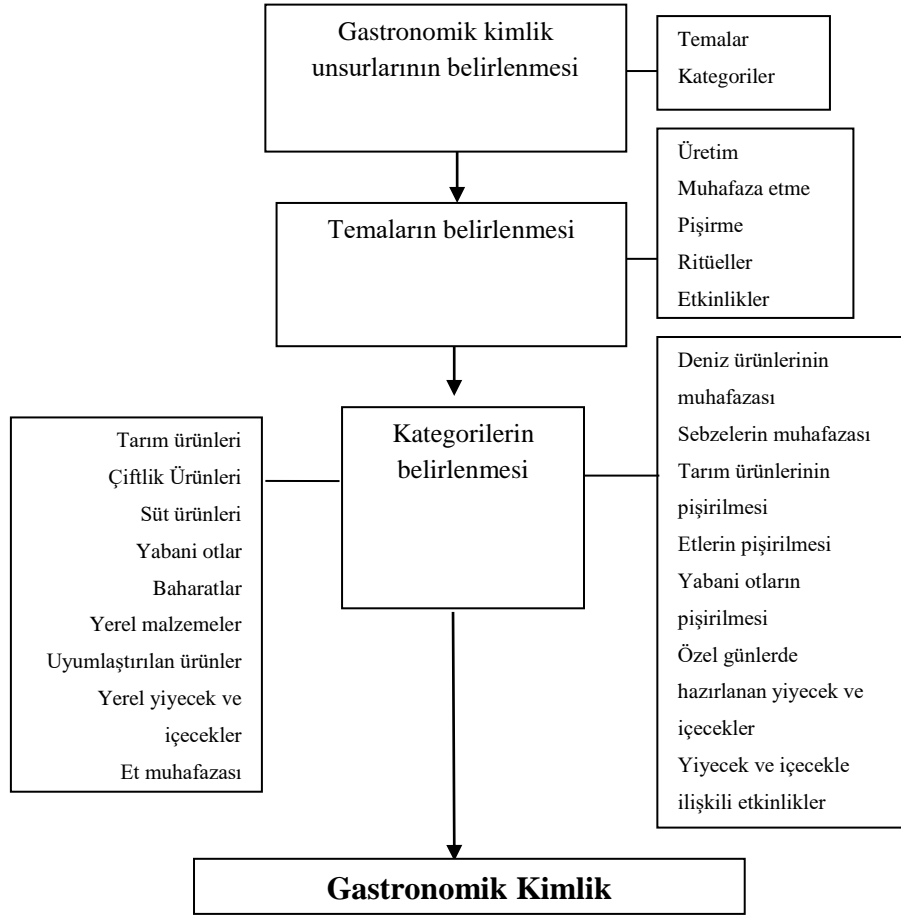 Gastronomik kimlik
unsurlarının belirlenmesi
Temalar
Kategoriler
Temaların belirlenmesi
Üretim
Muhafaza etme
Pişirme
Ritüeller
Etkinlikler
Kategorilerin
belirlenmesi
Tarım ürünleri
Çiftlik Ürünleri
Süt ürünleri
Yabani otlar
Baharatlar
Yerel malzemeler
Uyumlaştırılan ürünler
Yerel yiyecek ve
içecekler
Et muhafazası
Deniz ürünlerinin
muhafazası
Sebzelerin muhafazası
Tarım ürünlerinin
pişirilmesi
Etlerin pişirilmesi
Yabani otların
pişirilmesi
Özel günlerde
hazırlanan yiyecek ve
içecekler
Yiyecek ve içecekle
ilişkili etkinlikler
Gastronomik Kimlik